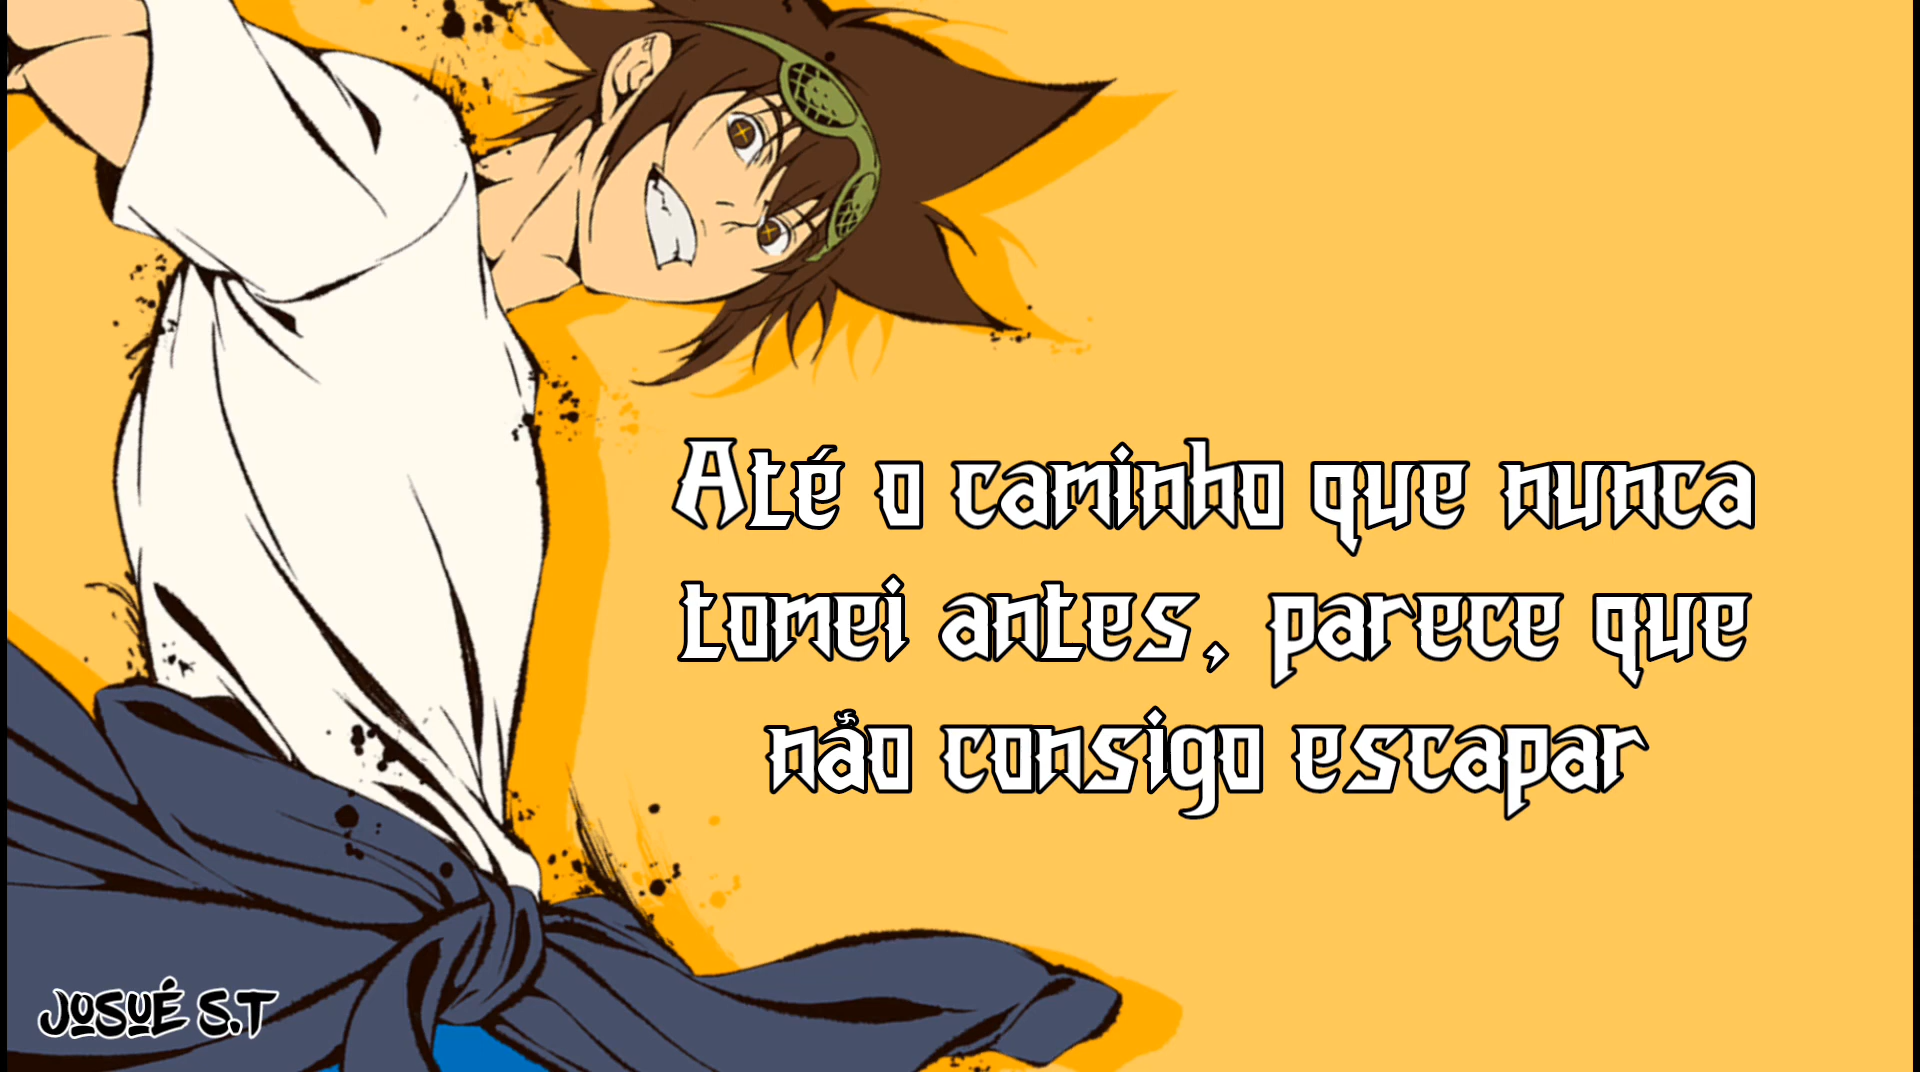 Até o caminho que nunca
tomei antes, parece que
não consigo escapar
JOSUÉ S.T